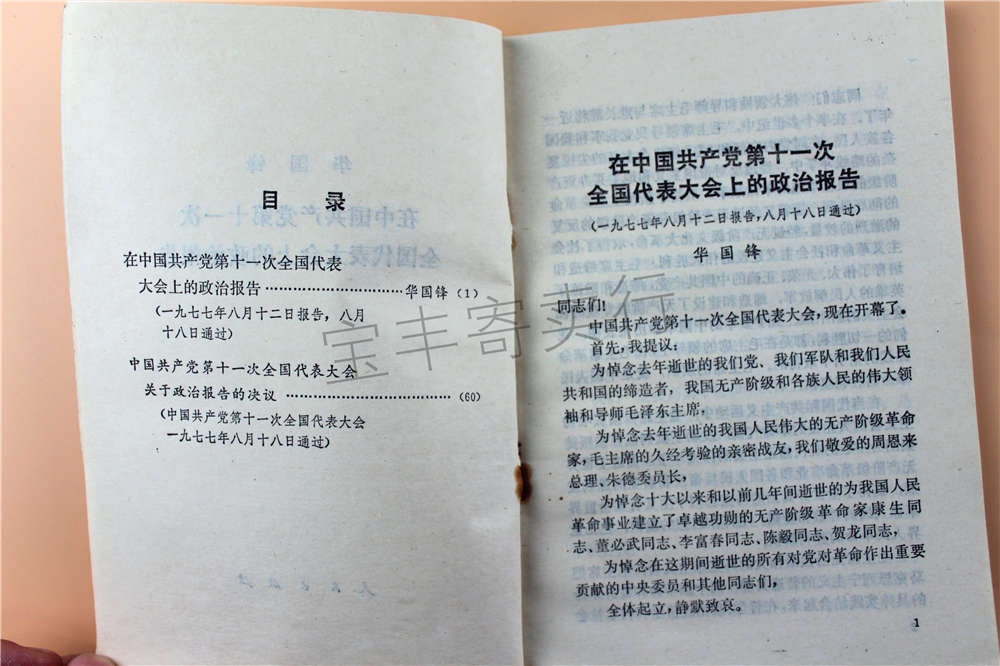 目 录
在中国共产党第十一次全国代表
大会上的政治报告……………………华国锋 (1)
(一九七七年八月十二日报告，八月
十八日通过)
中国共产党第十一次全国代表大会
关于政治报告的决议……………………(60)
(中国共产党第十一次全国代表大会
一九七七年八月十八日通过)
在中国共产党第十一次
全国代表大会上的政治报告
(一九七七年八月十二日报告，八月十八日通过)
华国锋
同志们！
中国共产党第十一次全国代表大会，现在开幕了。
首先，我提议：
为悼念去年逝世的我们党、我们军队和我们人民
共和国的缔造者，我国无产阶级和各族人民的伟大领
袖和导师毛泽东主席，
为悼念去年逝世的我国人民伟大的无产阶级革命
家，毛主席的久经考验的亲密战友，我们敬爱的周恩来
总理、朱德委员长，
为悼念十大以来和以前几年间逝世的为我国人民
革命事业建立了卓越功勋的无产阶级革命家康生同
志、董必武同志、李富春同志、陈毅同志、贺龙同志，
为悼念在这期间逝世的所有对党对革命作出重要
贡献的中央委员和其他同志们，
全体起立，静默致哀。
1
宝丰寄卖行